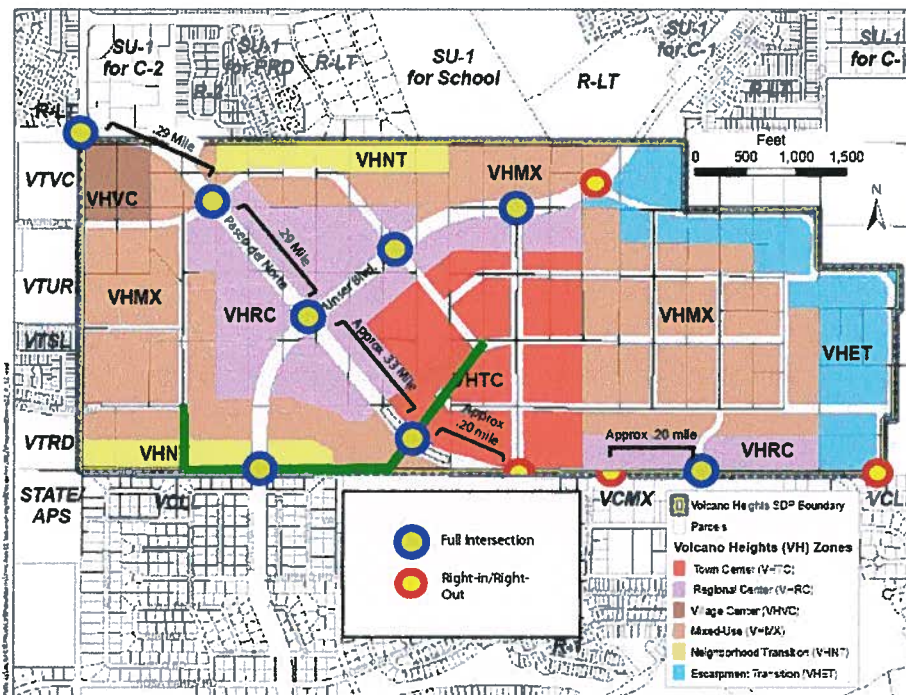 SU-1
for C-2
SU-1
for PRD
R-LT
SU-1
for School
R-LT
SU-1
for C-1
R-LT
SU-1
for C-
R-LT
.29 Mile
VHNT
VHMX
Feet
0 500 1,000 1,500
N
VTVC
VHVC
Paseo del Norte
.29 Mile
Unser Blvd.
VTUR
VHMX
VHRC
VHMX
VTSL
Approx .33 Mile
VHTC
VHET
VTRD
VHN
Approx
.20 mile
Approx .20 mile
VHRC
STATE/
APS
VCL
VCMX
VCL
Full Intersection
Right-in/Right-
Out
Volcano Heights SDP Boundary
Parcels
Volcano Heights (VH) Zones
Town Center (VHTC)
Regional Center (VHRC)
Village Center (VHVC)
Mixed-Use (VHMX)
Neighborhood Transition (VHNT)
Escarpment Transition (VHET)